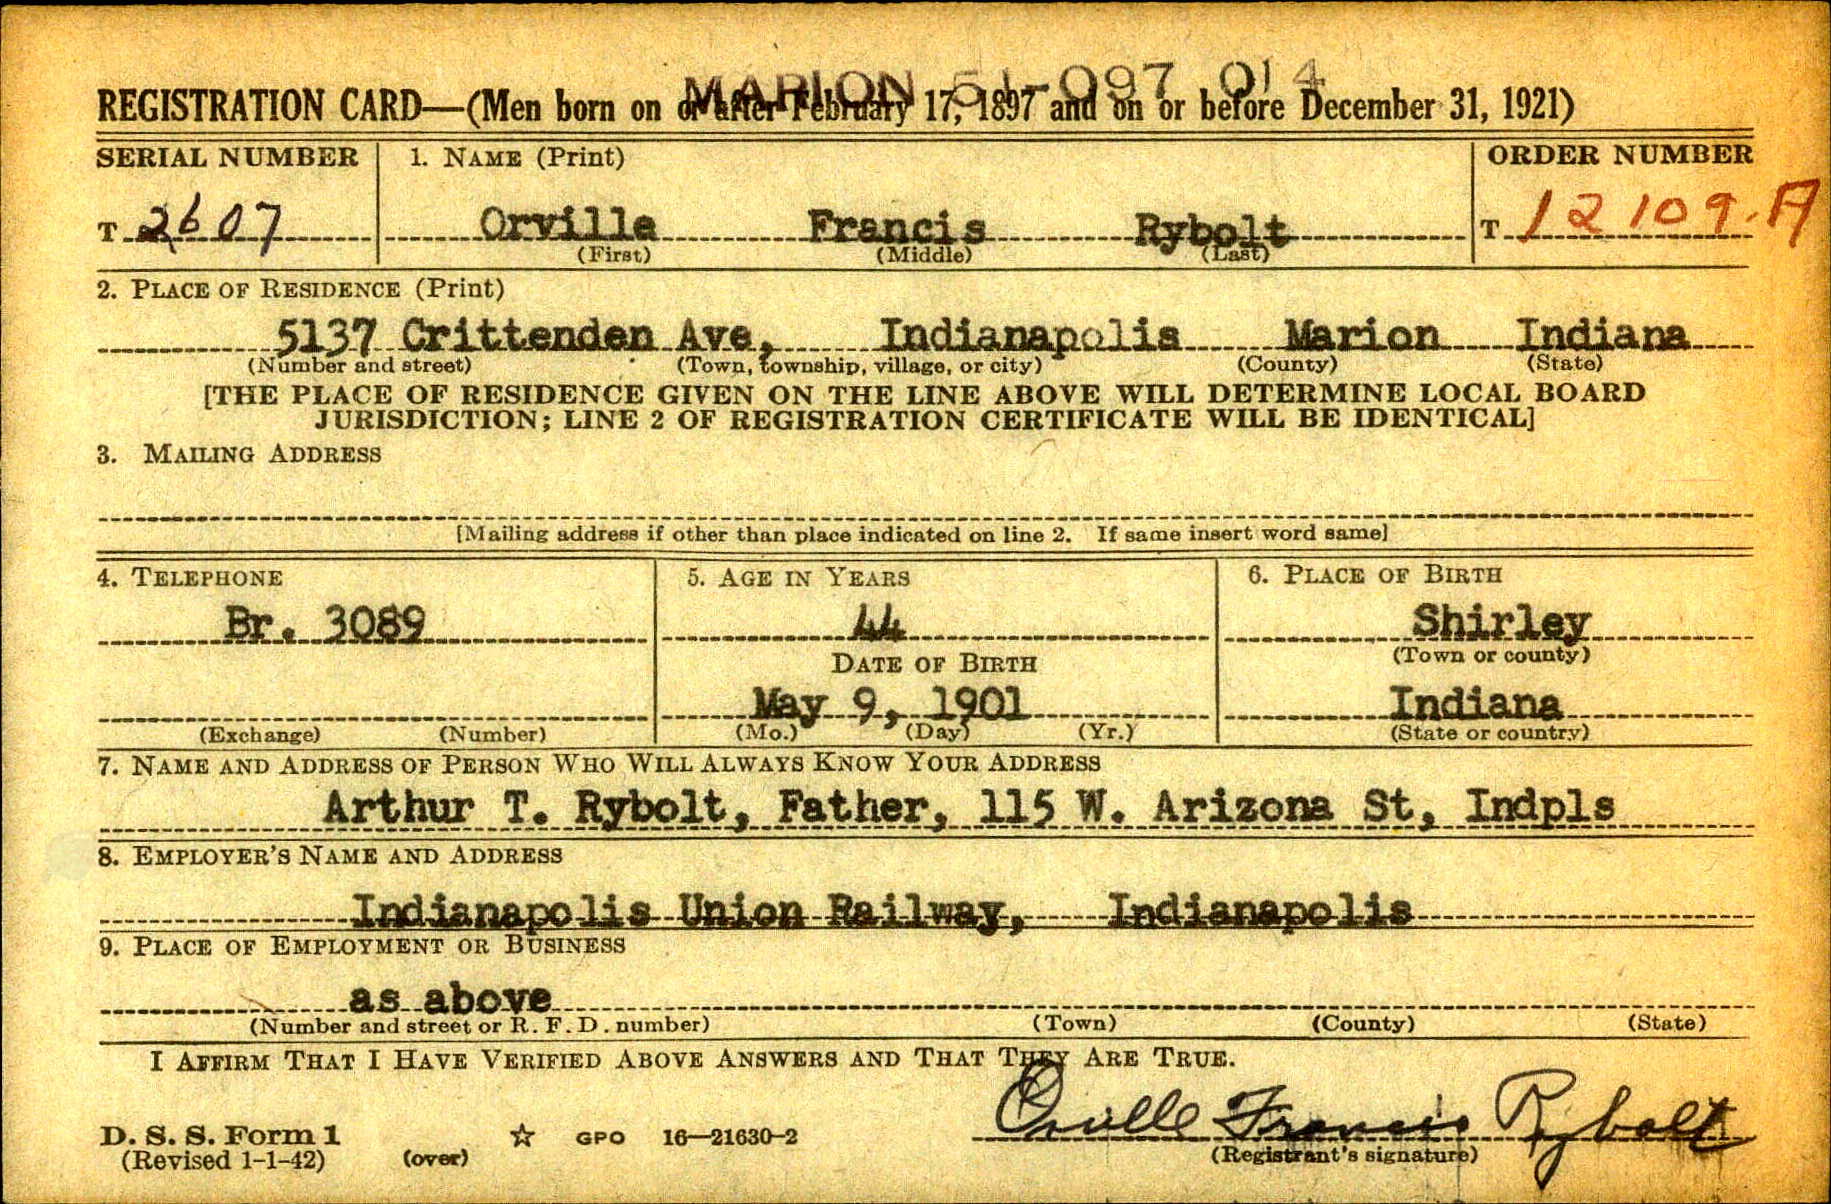 MARION 51-097 014
REGISTRATION CARD—(Men born on or after February 17, 1897 and on or before December 31, 1921)
SERIAL NUMBER 1. NAME (Print) ORDER NUMBER
T 2607 Orville Francis Rybolt T 12109.A
(First) (Middle) (Last)
2. PLACE OF RESIDENCE (Print)
5137 Crittenden Ave, Indianapolis Marion Indiana
(Number and street) (Town, township, village, or city) (County) (State)
[THE PLACE OF RESIDENCE GIVEN ON THE LINE ABOVE WILL DETERMINE LOCAL BOARD
JURISDICTION; LINE 2 OF REGISTRATION CERTIFICATE WILL BE IDENTICAL]
3. MAILING ADDRESS
[Mailing address if other than place indicated on line 2. If same insert word same]
4. TELEPHONE 5. AGE IN YEARS 6. PLACE OF BIRTH
Br. 3089 44 Shirley
DATE OF BIRTH (Town or county)
May 9, 1901 Indiana
(Exchange) (Number) (Mo.) (Day) (Yr.) (State or country)
7. NAME AND ADDRESS OF PERSON WHO WILL ALWAYS KNOW YOUR ADDRESS
Arthur T. Rybolt, Father, 115 W. Arizona St, Indpls
8. EMPLOYER'S NAME AND ADDRESS
Indianapolis Union Railway, Indianapolis
9. PLACE OF EMPLOYMENT OR BUSINESS
as above
(Number and street or R. F. D. number) (Town) (County) (State)
I AFFIRM THAT I HAVE VERIFIED ABOVE ANSWERS AND THAT THEY ARE TRUE.
Orville Francis Rybolt
D. S. S. Form 1 GPO 16—21630-2
(Revised 1-1-42) (over) (Registrant's signature)